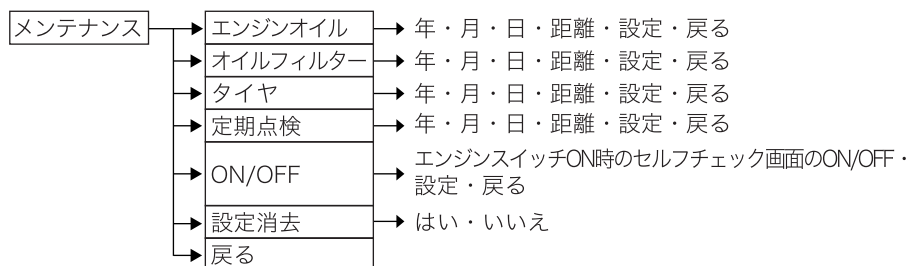 メンテナンス
エンジンオイル
年・月・日・距離・設定・戻る
オイルフィルター
年・月・日・距離・設定・戻る
タイヤ
年・月・日・距離・設定・戻る
定期点検
年・月・日・距離・設定・戻る
ON/OFF
エンジンスイッチON時のセルフチェック画面のON/OFF・
設定・戻る
設定消去
はい・いいえ
戻る